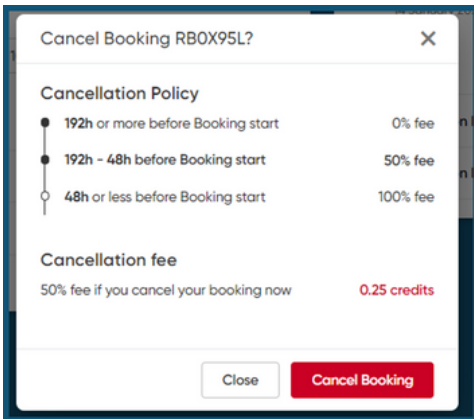 Cancel Booking RB0X95L?
Cancellation Policy
192h or more before Booking start 0% fee
192h - 48h before Booking start 50% fee
48h or less before Booking start 100% fee
Cancellation fee
50% fee if you cancel your booking now 0.25 credits
Close Cancel Booking